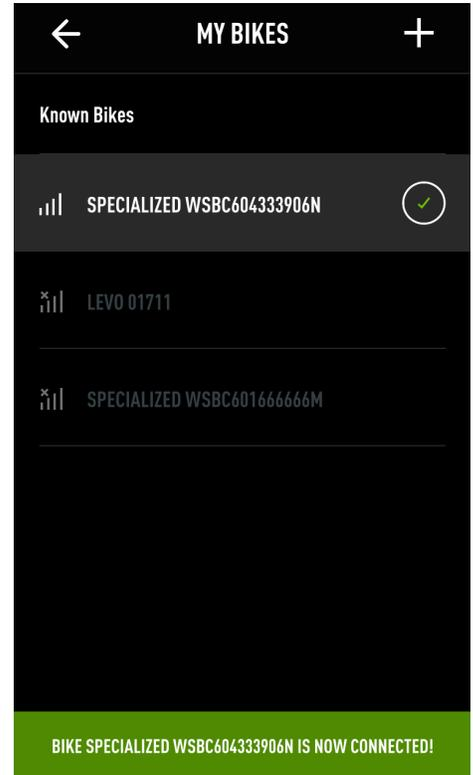 MY BIKES
Known Bikes
SPECIALIZED WSBC604333906N
LEVO 01711
SPECIALIZED WSBC601666666M
BIKE SPECIALIZED WSBC604333906N IS NOW CONNECTED!